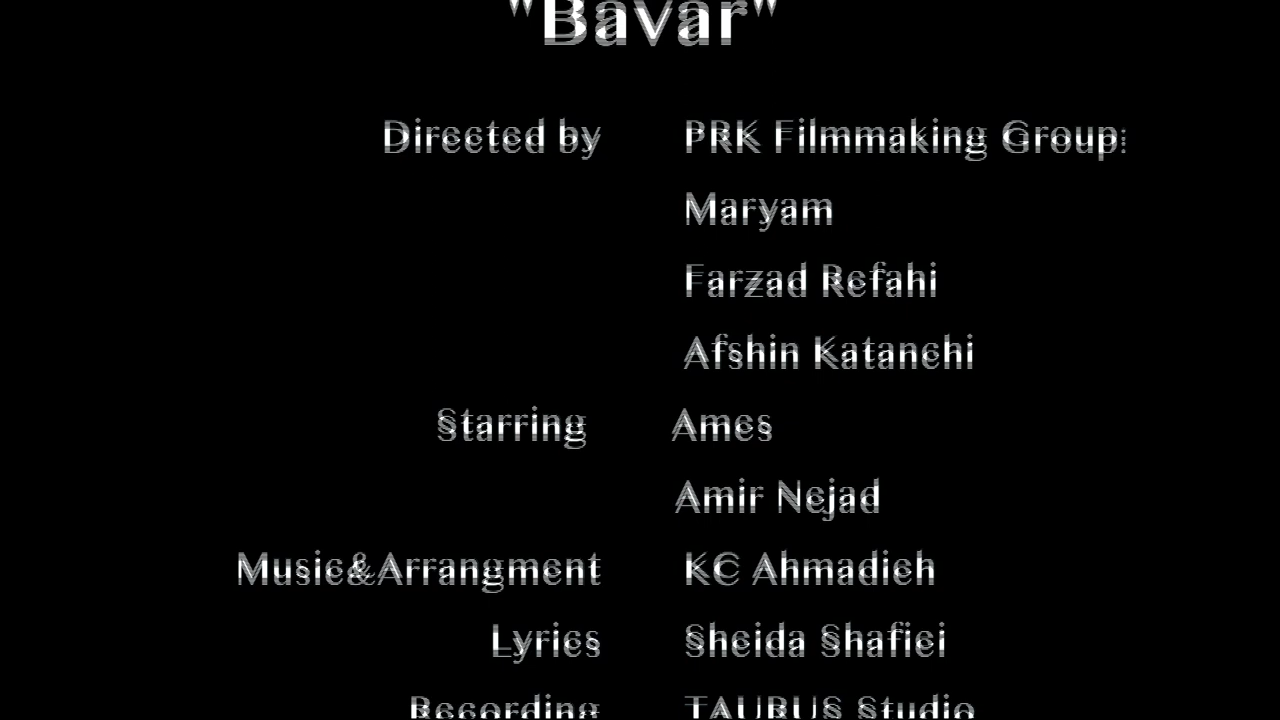 "Bavar"
Directed by PRK Filmmaking Group:
Maryam
Farzad Refahi
Afshin Katanchi
Starring Ames
Amir Nejad
Music&Arrangment KC Ahmadieh
Lyrics Sheida Shafiei
Recording TAURUS Studio